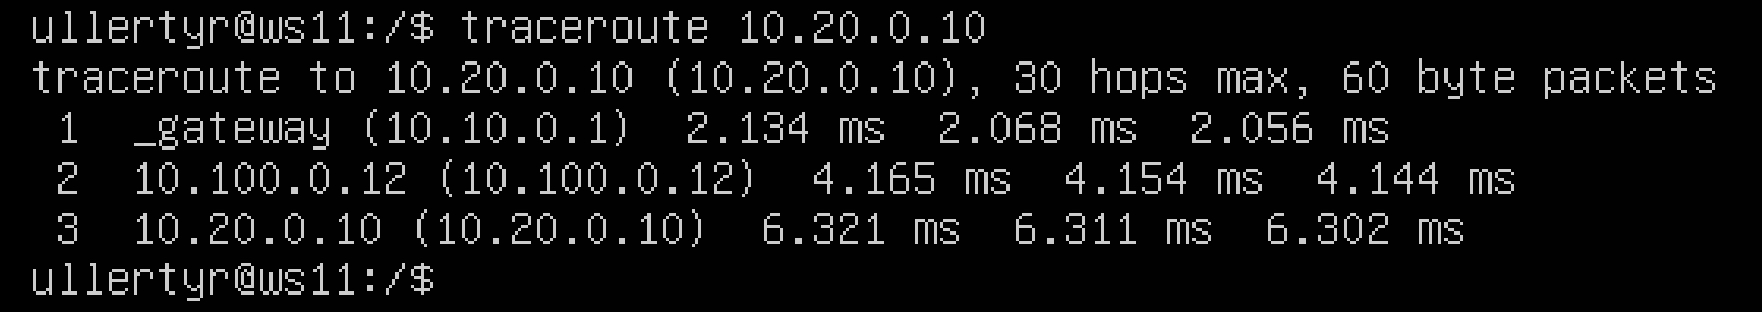 ullertyr@ws11:/$ traceroute 10.20.0.10
traceroute to 10.20.0.10 (10.20.0.10), 30 hops max, 60 byte packets
 1  _gateway (10.10.0.1)  2.134 ms  2.068 ms  2.056 ms
 2  10.100.0.12 (10.100.0.12)  4.165 ms  4.154 ms  4.144 ms
 3  10.20.0.10 (10.20.0.10)  6.321 ms  6.311 ms  6.302 ms
ullertyr@ws11:/$